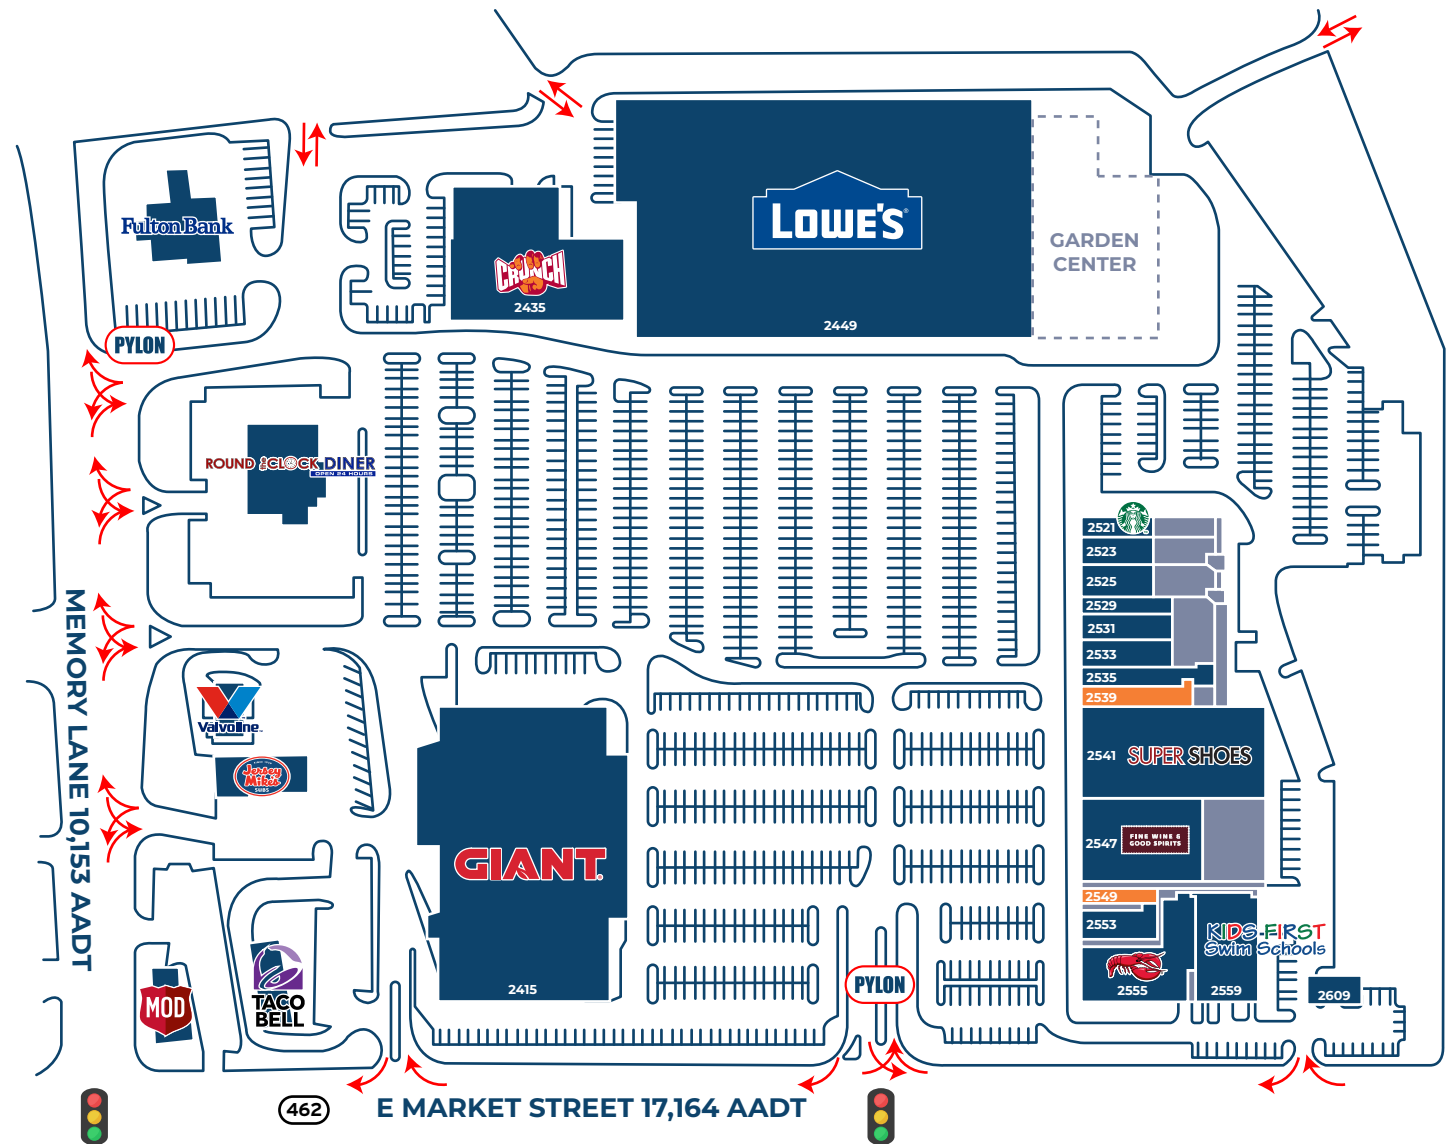 Fulton Bank
PYLON
CRUNCH
2435
LOWE'S
2449
GARDEN
CENTER
ROUND THE CLOCK DINER
OPEN 24 HOURS
2521
2523
2525
2529
2531
2533
2535
2539
2541
SUPER SHOES
2547
FINE WINE &
GOOD SPIRITS
2549
2553
KIDS-FIRST
Swim Schools
2555
2559
2609
MEMORY LANE 10,153 AADT
Valvoline
Jersey
Mike's
SUBS
GIANT
2415
MOD
TACO
BELL
PYLON
462
E MARKET STREET 17,164 AADT